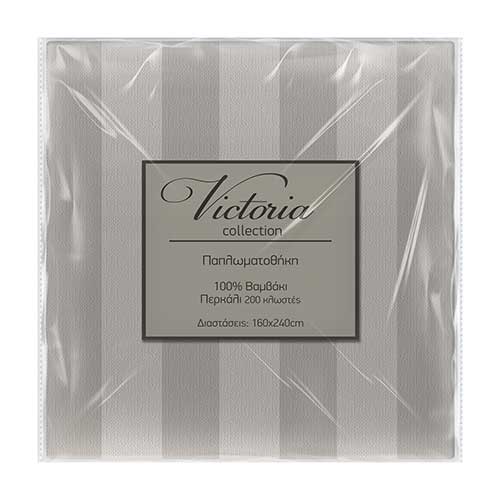 Victoria
collection
Παπλωματοθήκη
100% Βαμβάκι
Περκάλι 200 κλωστές
Διαστάσεις: 160x240cm